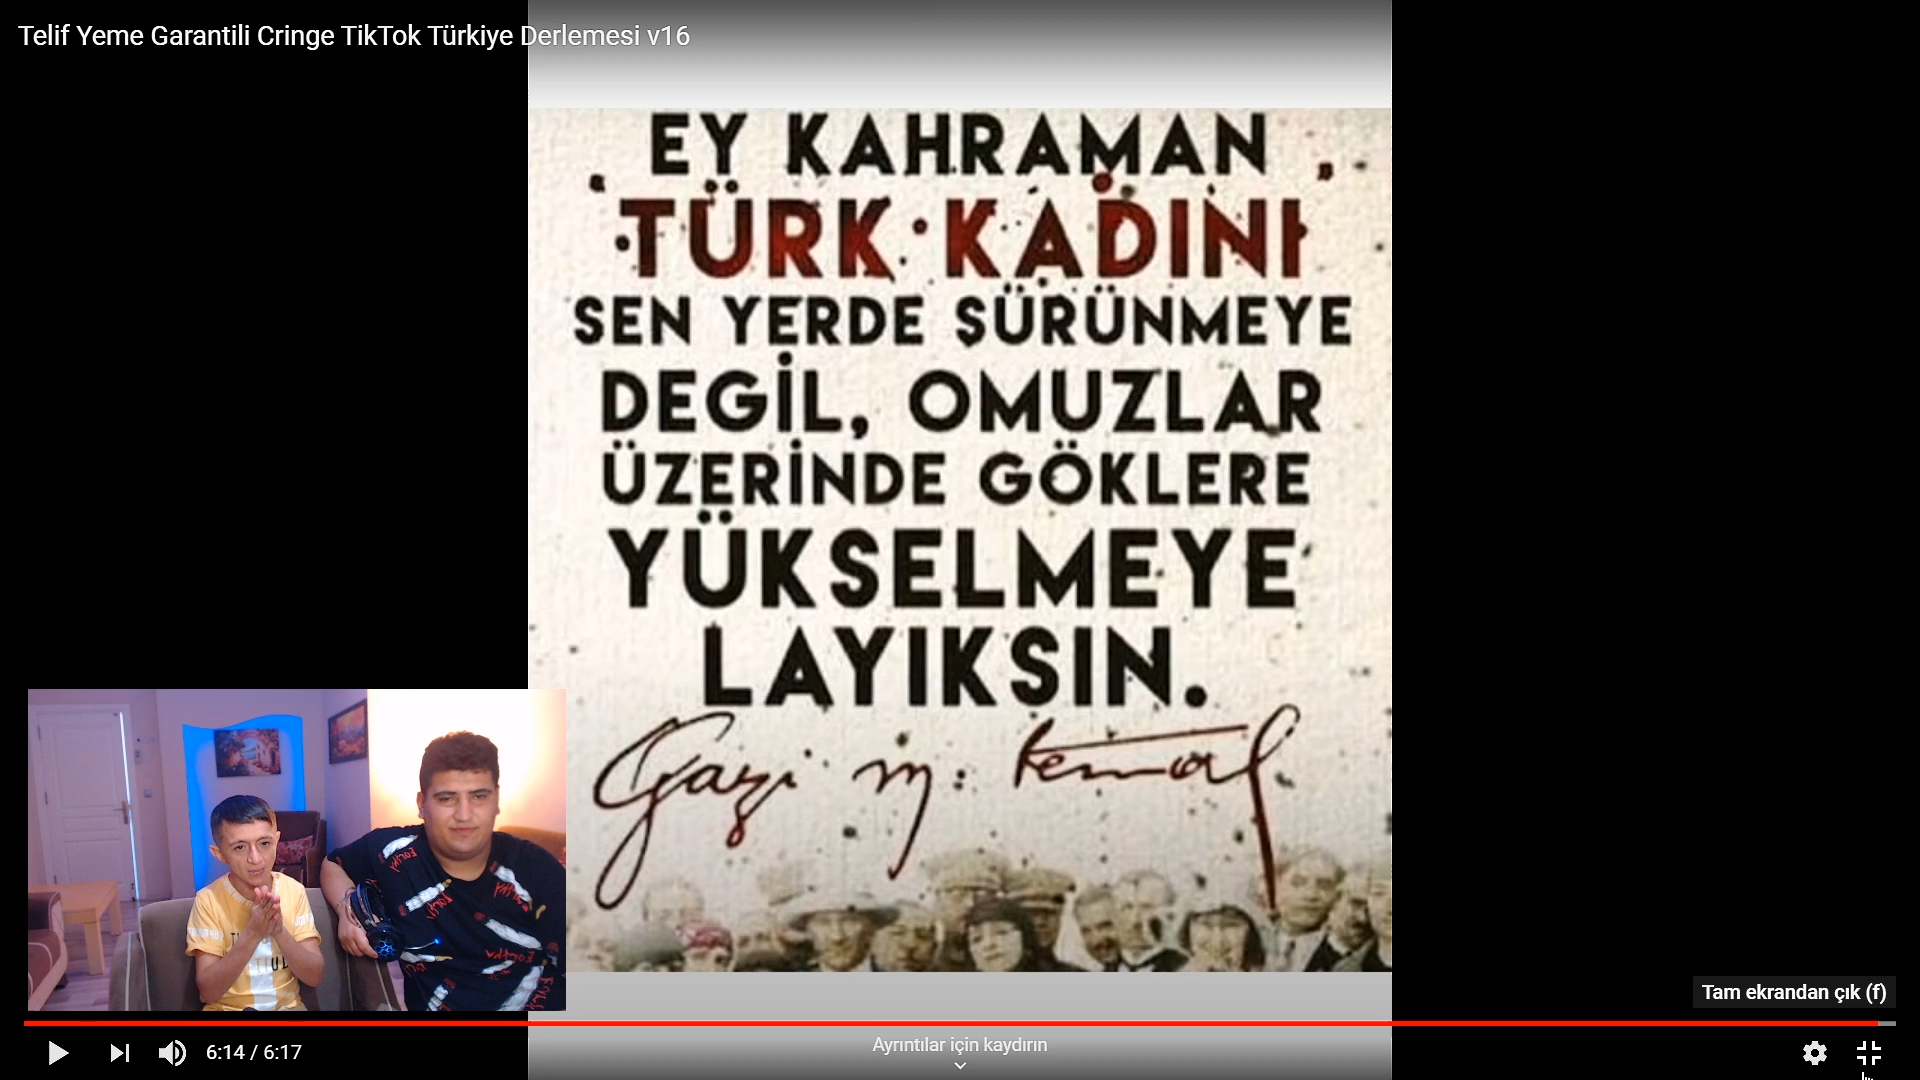 Telif Yeme Garantili Cringe TikTok Türkiye Derlemesi v16
EY KAHRAMAN
TÜRK KADINI
SEN YERDE SÜRÜNMEYE
DEGİL, OMUZLAR
ÜZERİNDE GÖKLERE
YÜKSELMEYE
LAYIKSIN.
Gazi M. Kemal
Tam ekrandan çık (f)
6:14 / 6:17
Ayrıntılar için kaydırın